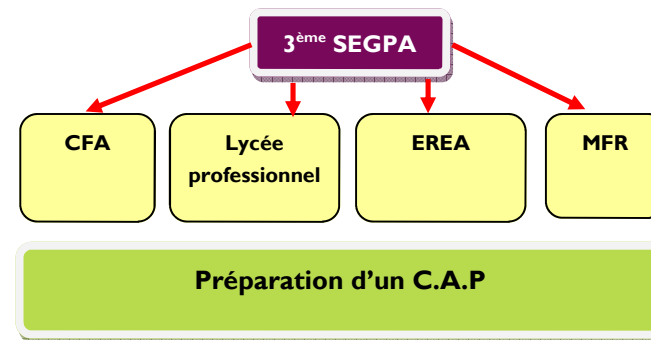 3ème SEGPA
CFA
Lycée
professionnel
EREA
MFR
Préparation d'un C.A.P